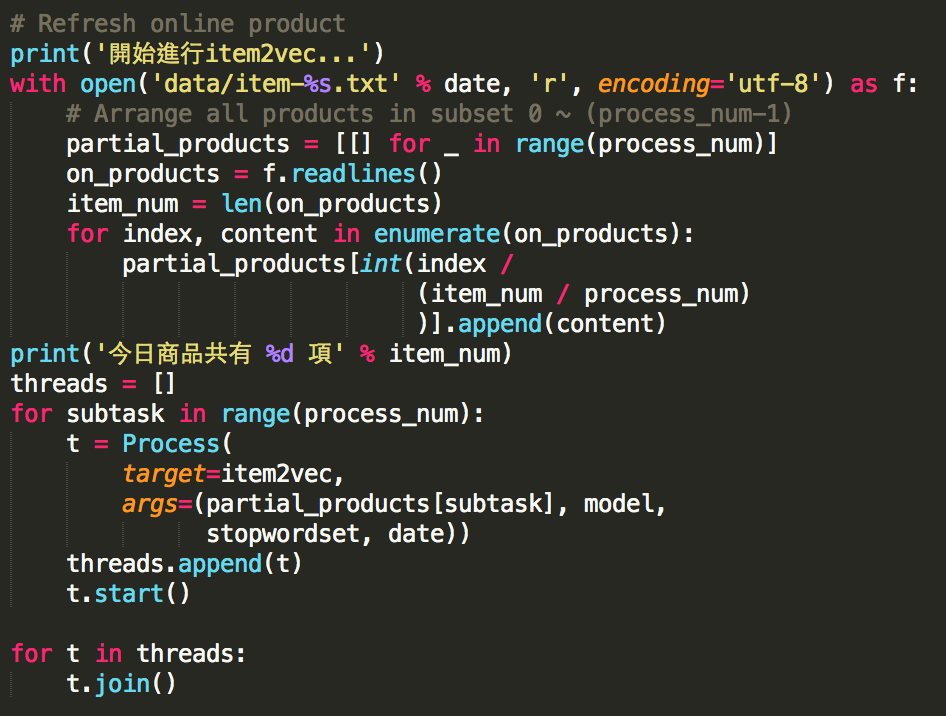 # Refresh online product
print('開始進行item2vec...')
with open('data/item-%s.txt' % date, 'r', encoding='utf-8') as f:
    # Arrange all products in subset 0 ~ (process_num-1)
    partial_products = [[] for _ in range(process_num)]
    on_products = f.readlines()
    item_num = len(on_products)
    for index, content in enumerate(on_products):
        partial_products[int(index /
                             (item_num / process_num)
                             )].append(content)
print('今日商品共有 %d 項' % item_num)
threads = []
for subtask in range(process_num):
    t = Process(
        target=item2vec,
        args=(partial_products[subtask], model,
              stopwordset, date))
    threads.append(t)
    t.start()

for t in threads:
    t.join()